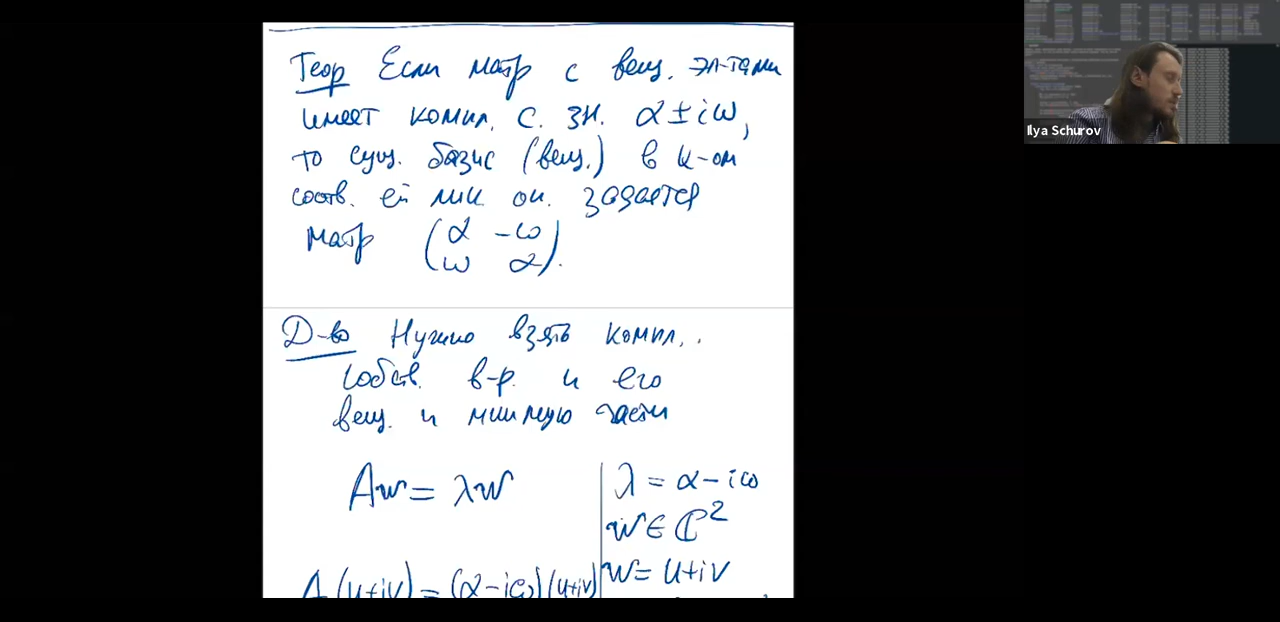 Теор Если матр с вещ. эл-тами
имеет компл. с. зн. α ± iω,
то сущ. базис (вещ.) в к-ом
соотв. ей лин. оп. задается
матр (α -ω
ω α).
Д-во Нужно взять компл.
собств. в-р. и его
вещ. и мнимую части
Aw = λw
λ = α - iω
w ∈ ℂ²
w = u+iv
A(u+iv) = (α-iω)(u+iv)
Ilya Schurov